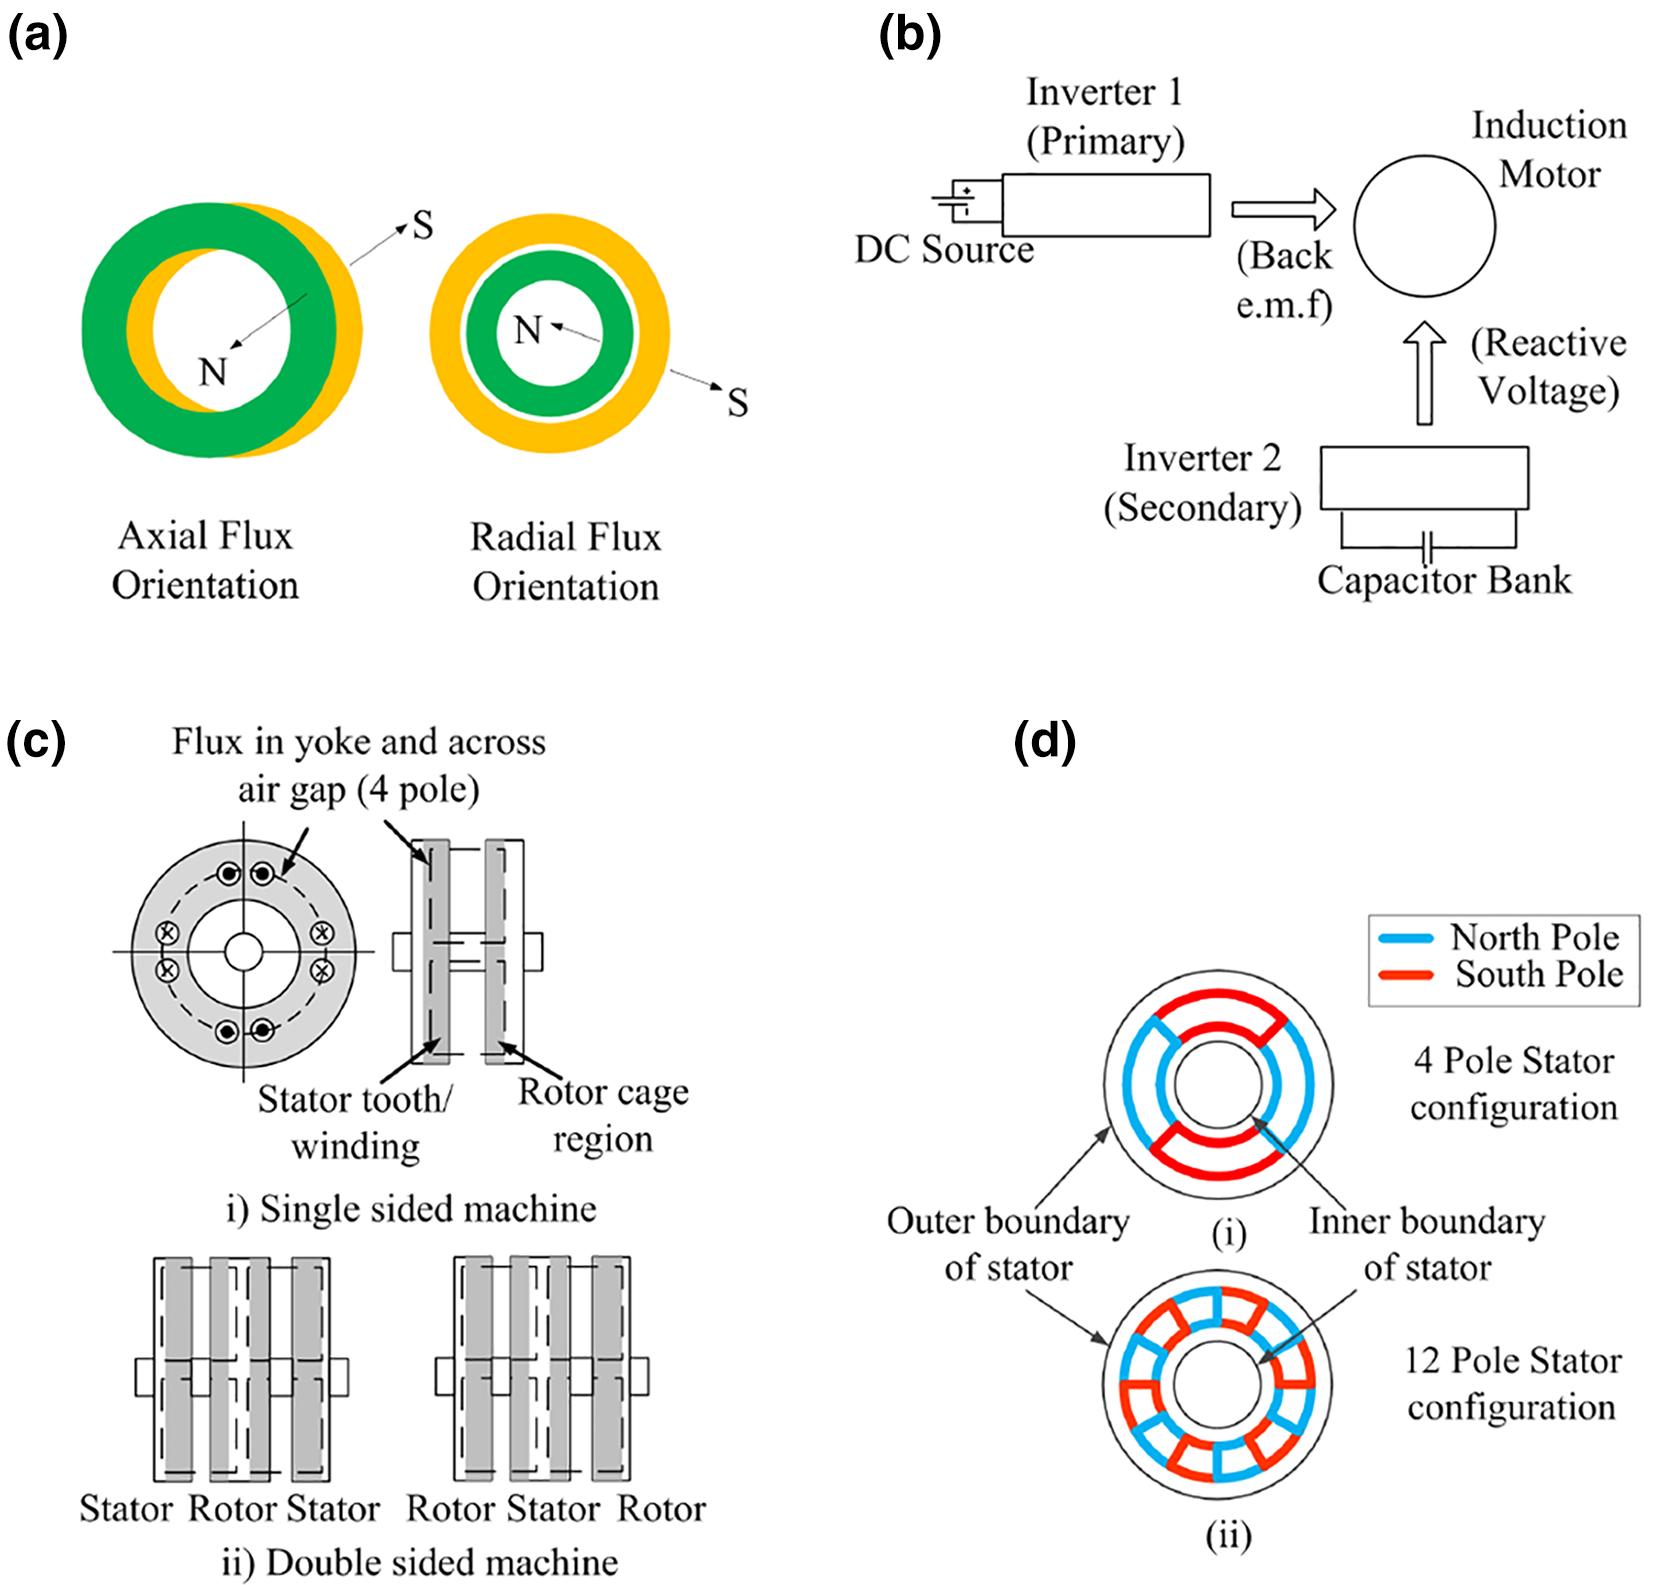 (a)
S
N
N
S
Axial Flux
Orientation
Radial Flux
Orientation
(b)
Inverter 1
(Primary)
Induction
Motor
DC Source
(Back
e.m.f)
(Reactive
Voltage)
Inverter 2
(Secondary)
Capacitor Bank
(c)
Flux in yoke and across
air gap (4 pole)
Stator tooth/
winding
Rotor cage
region
i) Single sided machine
Stator Rotor Stator
Rotor Stator Rotor
ii) Double sided machine
(d)
North Pole
South Pole
4 Pole Stator
configuration
Outer boundary
of stator
(i)
Inner boundary
of stator
12 Pole Stator
configuration
(ii)